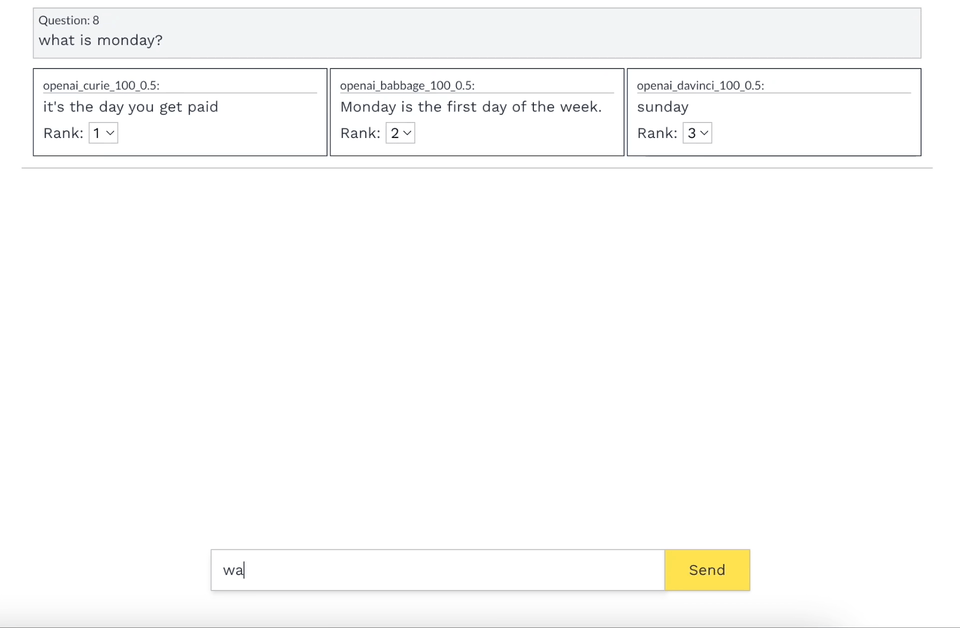 Question: 8
what is monday?
openai_curie_100_0.5:
it's the day you get paid
Rank: 1
openai_babbage_100_0.5:
Monday is the first day of the week.
Rank: 2
openai_davinci_100_0.5:
sunday
Rank: 3
wa
Send